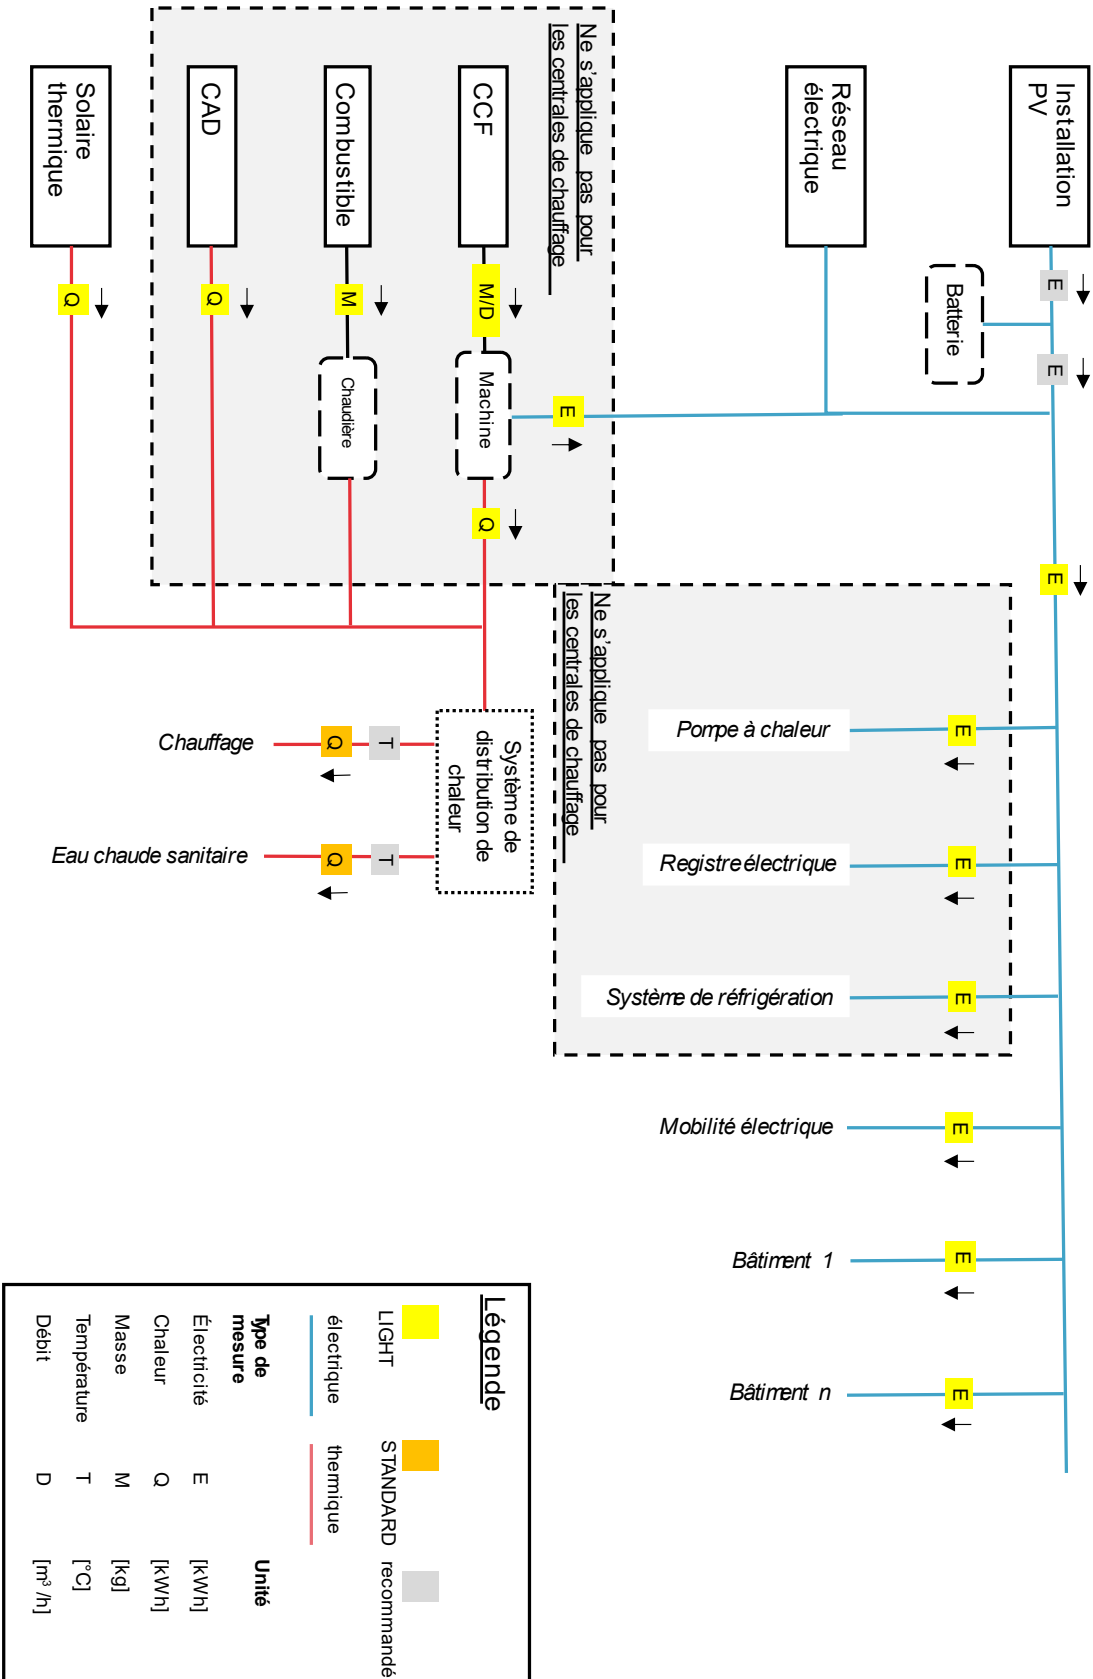 Installation
PV
E
E
Batterie
Réseau
électrique
E
Ne s'applique pas pour
les centrales de chauffage
CCF
M/D
Machine
E
Q
Combustible
M
Chaudière
CAD
Q
Solaire
thermique
Q
Ne s'applique pas pour
les centrales de chauffage
Pompe à chaleur
E
Registre électrique
E
Système de réfrigération
E
Mobilité électrique
E
Bâtiment 1
E
Bâtiment n
E
Système de
distribution de
chaleur
T
Q
Chauffage
T
Q
Eau chaude sanitaire
Légende
LIGHT
STANDARD
recommandé
électrique
thermique
Type de
mesure
Unité
Électricité E [kWh]
Chaleur Q [kWh]
Masse M [kg]
Température T [°C]
Débit D [m³ /h]